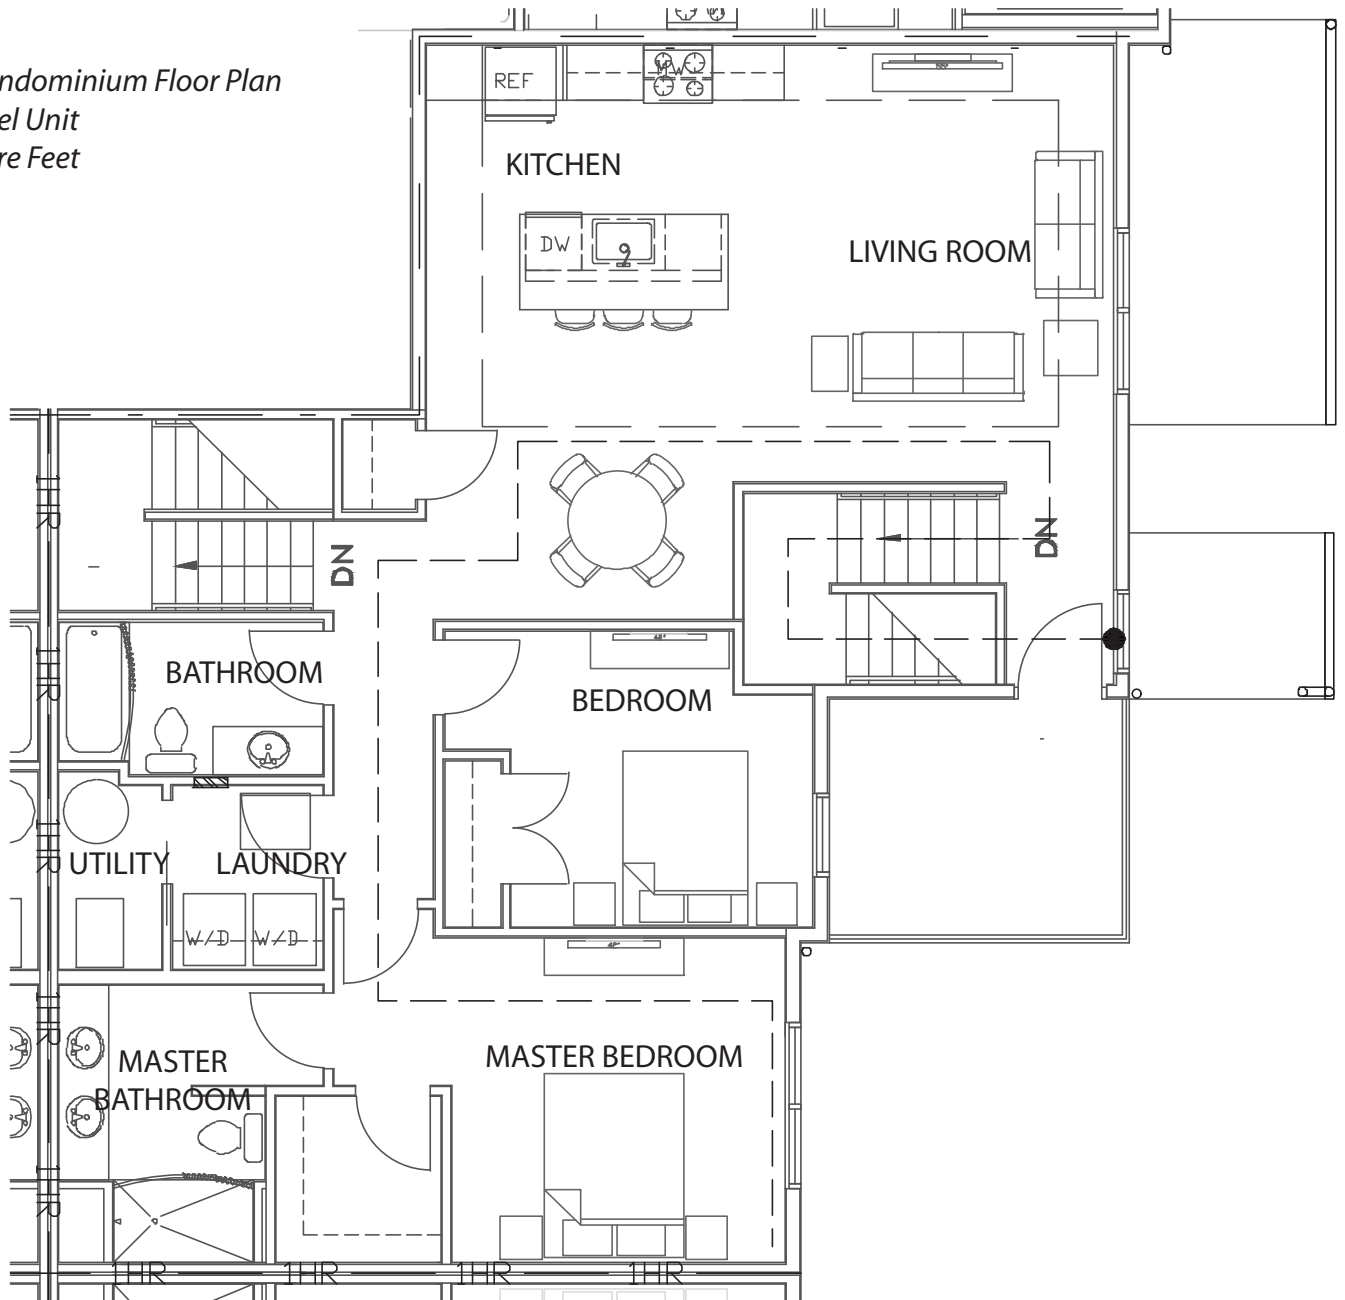 ndominium Floor Plan
el Unit
re Feet
REF
MW
KITCHEN
DW
LIVING ROOM
1HR
DN
DN
BATHROOM
1HR
BEDROOM
1HR
UTILITY
LAUNDRY
W/D
W/D
1HR
MASTER
BATHROOM
MASTER BEDROOM
1HR
1HR
1HR
1HR
1HR